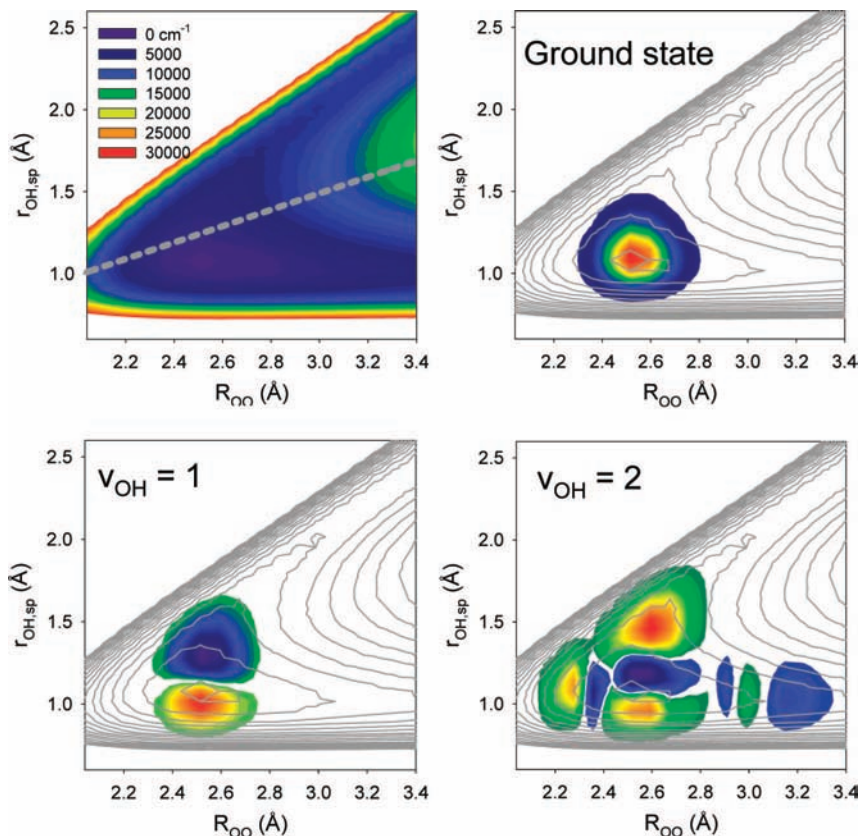 2.6
2.5
2.0
1.5
1.0
r_OH,sp (Å)
0 cm⁻¹
5000
10000
15000
20000
25000
30000
2.2 2.4 2.6 2.8 3.0 3.2 3.4
R_OO (Å)
Ground state
2.5
2.0
1.5
1.0
r_OH,sp (Å)
2.2 2.4 2.6 2.8 3.0 3.2 3.4
R_OO (Å)
v_OH = 1
2.5
2.0
1.5
1.0
r_OH,sp (Å)
2.2 2.4 2.6 2.8 3.0 3.2 3.4
R_OO (Å)
v_OH = 2
2.5
2.0
1.5
1.0
r_OH,sp (Å)
2.2 2.4 2.6 2.8 3.0 3.2 3.4
R_OO (Å)